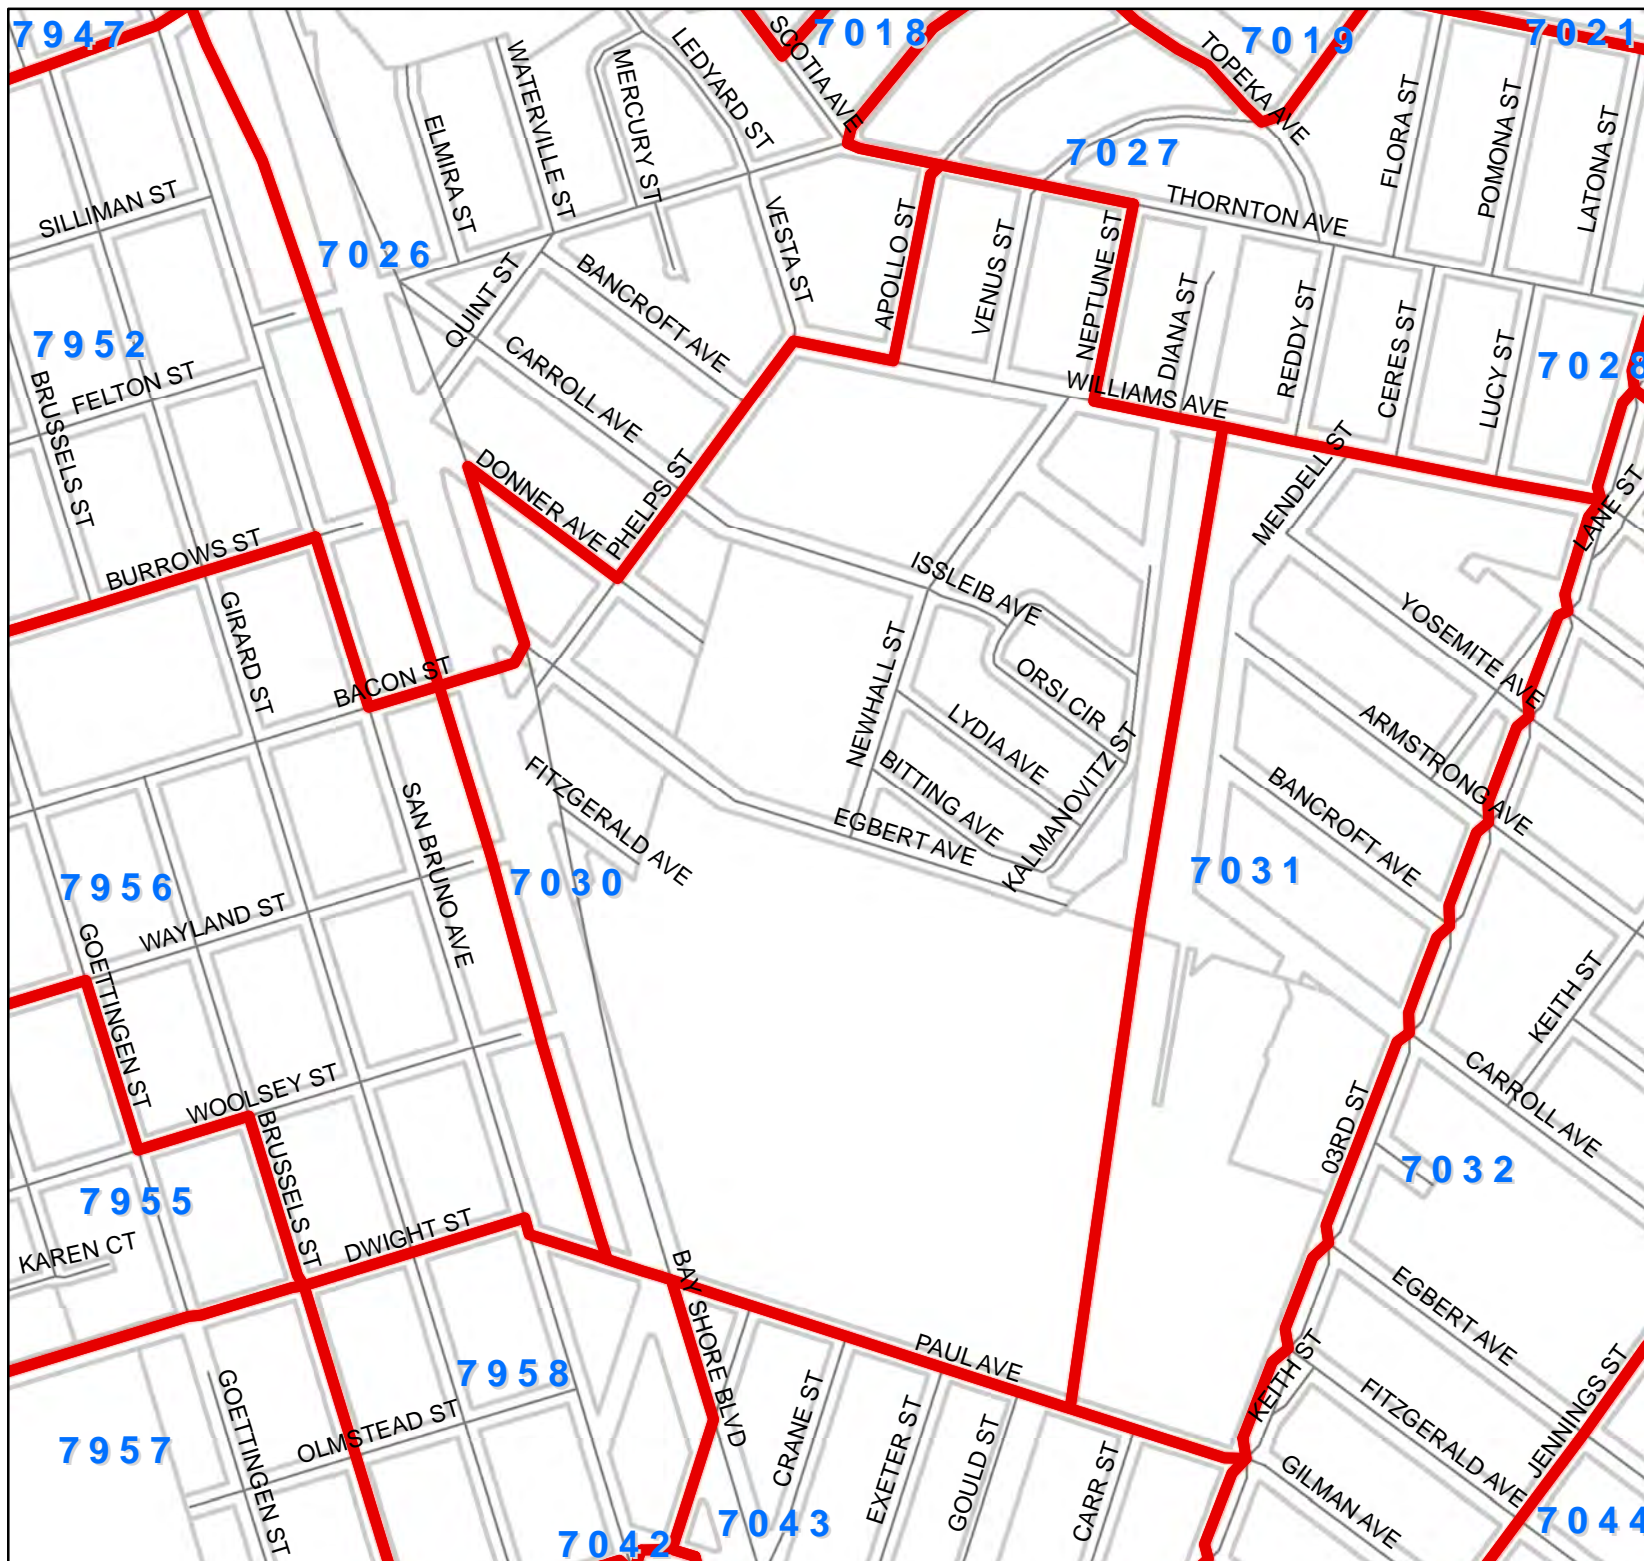 7947
7018
7019
7021
SCOTIA AVE
LEDYARD ST
WATERVILLE ST
MERCURY ST
TOPEKA AVE
FLORA ST
POMONA ST
LATONA ST
ELMIRA ST
7027
SILLIMAN ST
THORNTON AVE
VESTA ST
APOLLO ST
VENUS ST
NEPTUNE ST
7026
QUINT ST
BANCROFT AVE
DIANA ST
REDDY ST
CERES ST
LUCY ST
7952
7028
FELTON ST
BRUSSELS ST
CARROLL AVE
WILLIAMS AVE
MENDELL ST
DONNER AVE
PHELPS ST
LANE ST
BURROWS ST
ISSLEIB AVE
GIRARD ST
YOSEMITE AVE
NEWHALL ST
BACON ST
ORSI CIR
LYDIA AVE
ARMSTRONG AVE
BITTING AVE
KALMANOVITZ ST
FITZGERALD AVE
BANCROFT AVE
EGBERT AVE
SAN BRUNO AVE
7956
7030
7031
WAYLAND ST
GOETTINGEN ST
KEITH ST
WOOLSEY ST
CARROLL AVE
03RD ST
BRUSSELS ST
7032
7955
DWIGHT ST
KAREN CT
BAY SHORE BLVD
EGBERT AVE
PAUL AVE
KEITH ST
7958
GOETTINGEN ST
CRANE ST
EXETER ST
GOULD ST
CARR ST
FITZGERALD AVE
JENNINGS ST
7957
OLMSTEAD ST
GILMAN AVE
7042
7043
7044